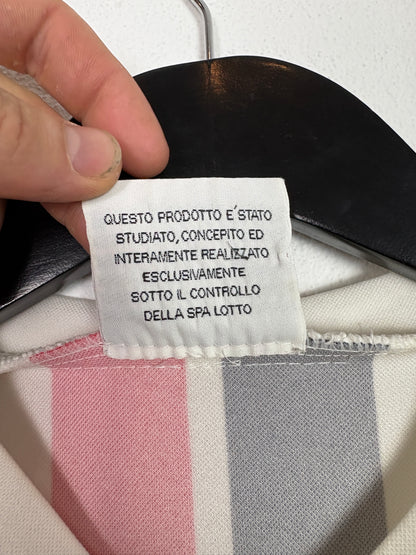 QUESTO PRODOTTO E´STATO
STUDIATO, CONCEPITO ED
INTERAMENTE REALIZZATO
ESCLUSIVAMENTE
SOTTO IL CONTROLLO
DELLA SPA LOTTO